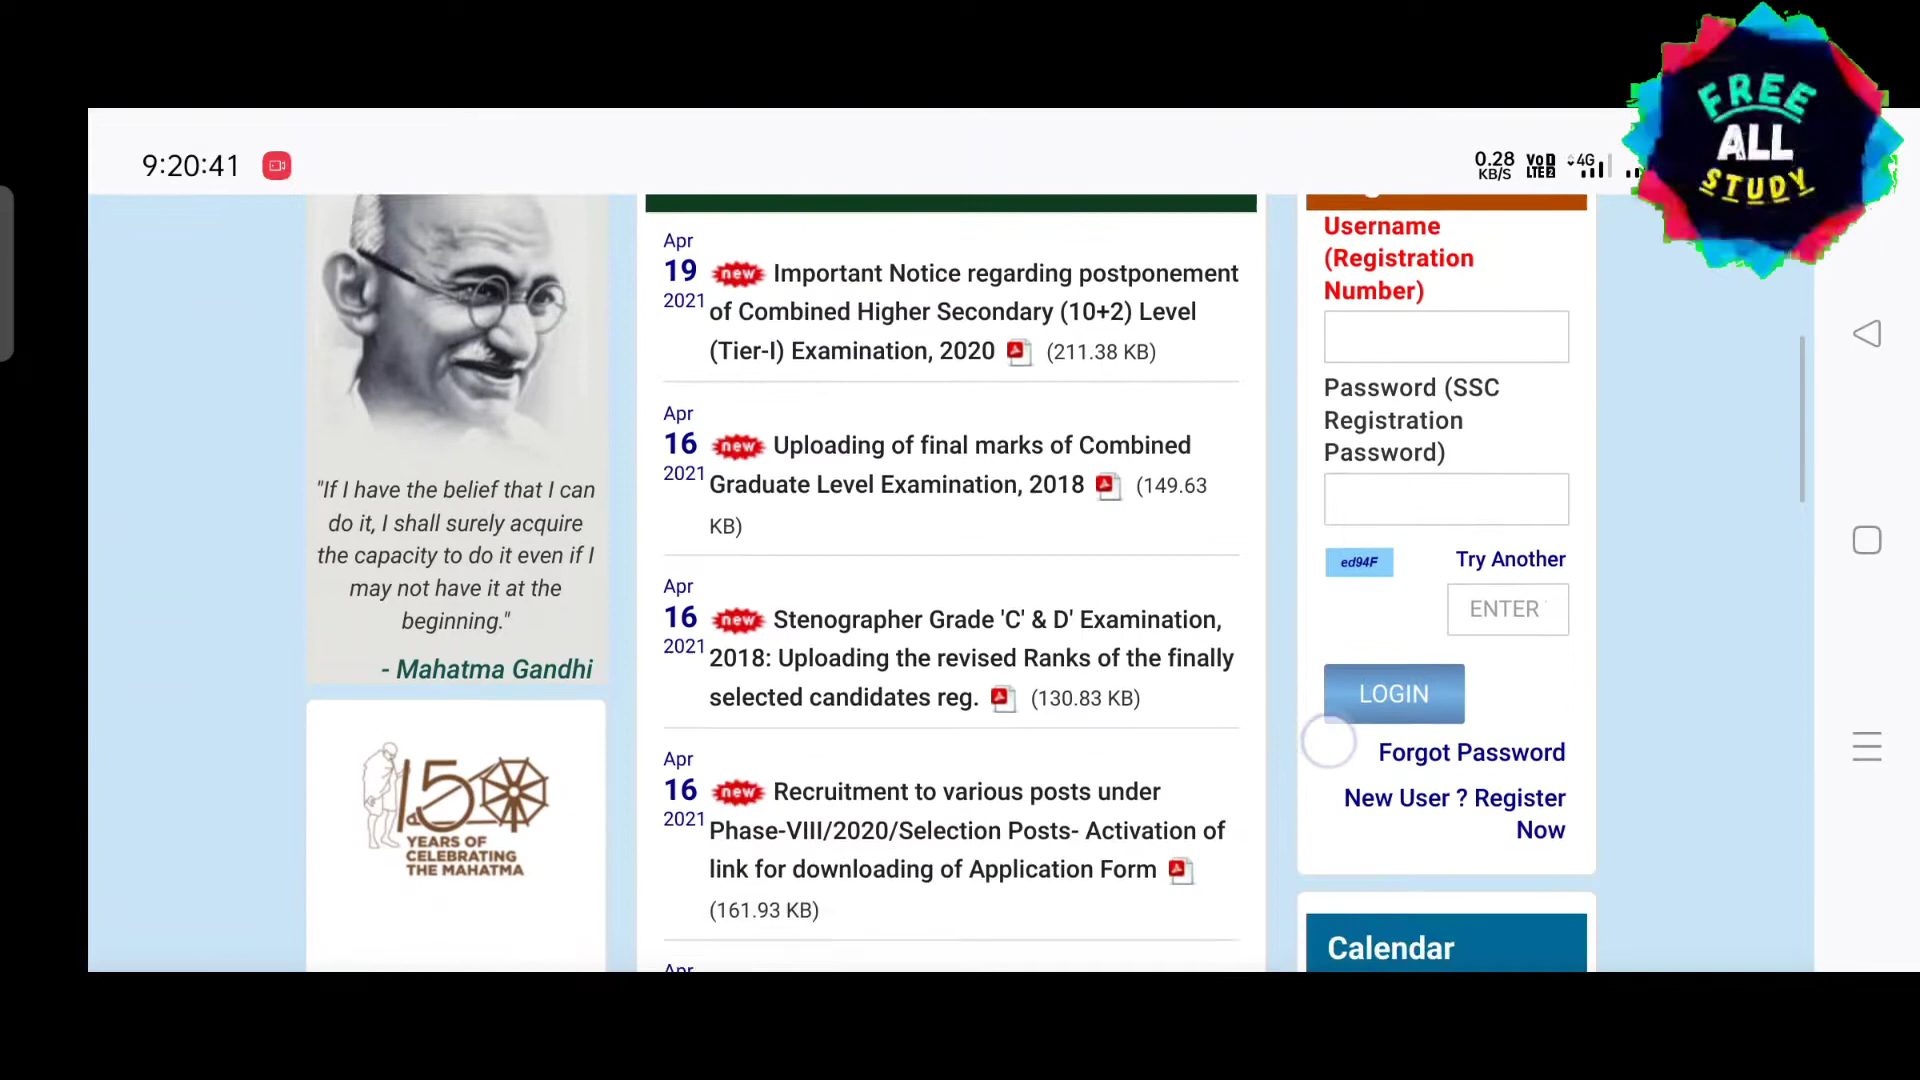 FREE
ALL
STUDY
9:20:41
0.28
KB/S
VoD
LTE2
4G
"If I have the belief that I can
do it, I shall surely acquire
the capacity to do it even if I
may not have it at the
beginning."
- Mahatma Gandhi
150
YEARS OF
CELEBRATING
THE MAHATMA
Apr
19
2021
new Important Notice regarding postponement
of Combined Higher Secondary (10+2) Level
(Tier-I) Examination, 2020 (211.38 KB)
Apr
16
2021
new Uploading of final marks of Combined
Graduate Level Examination, 2018 (149.63
KB)
Apr
16
2021
new Stenographer Grade 'C' & D' Examination,
2018: Uploading the revised Ranks of the finally
selected candidates reg. (130.83 KB)
Apr
16
2021
new Recruitment to various posts under
Phase-VIII/2020/Selection Posts- Activation of
link for downloading of Application Form
(161.93 KB)
Apr
Username
(Registration
Number)
Password (SSC
Registration
Password)
ed94F
Try Another
ENTER
LOGIN
Forgot Password
New User ? Register
Now
Calendar